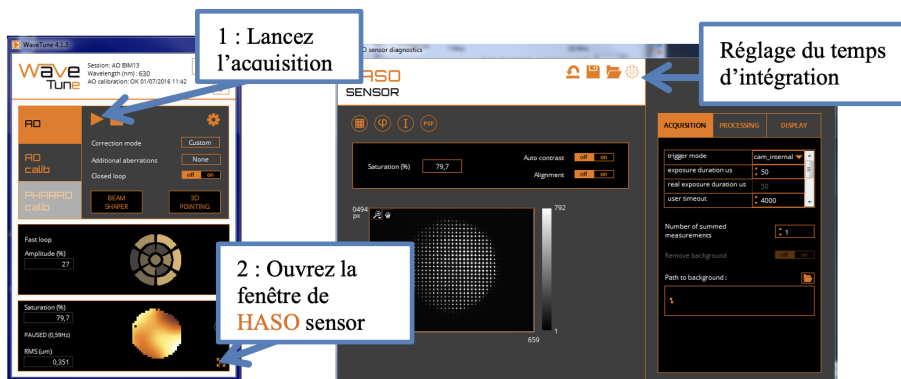 WaveTune 4.1.3
WAVE
TUNE
Session: AO BIM13
Wavelength (nm) : 630
AO calibration: OK 01/07/2016 11:42
1 : Lancez
l'acquisition
AO
AO
calib
PHARAO
calib
Correction mode
Custom
Additional aberrations
None
Closed loop
off on
BEAM
SHAPER
3D
POINTING
Fast loop
Amplitude (%)
27
Saturation (%)
79,7
PAUSED (0,59Hz)
RMS (um)
0,351
2 : Ouvrez la
fenêtre de
HASO sensor
sensor diagnostics
HASO
SENSOR
φ
I
PSF
Saturation (%)
79,7
Auto contrast
off on
Alignment
off on
0494
px
792
1
659
Réglage du temps
d'intégration
ACQUISITION PROCESSING DISPLAY
trigger mode
cam_internal
exposure duration us
50
real exposure duration us
50
user timeout
4000
Number of summed
measurements
1
Remove background
off on
Path to background :